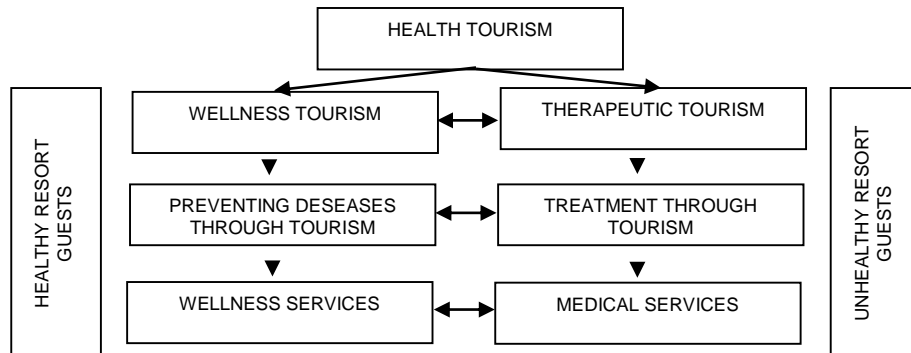 HEALTH TOURISM
HEALTHY RESORT
GUESTS
WELLNESS TOURISM
THERAPEUTIC TOURISM
UNHEALTHY RESORT
GUESTS
PREVENTING DESEASES
THROUGH TOURISM
TREATMENT THROUGH
TOURISM
WELLNESS SERVICES
MEDICAL SERVICES